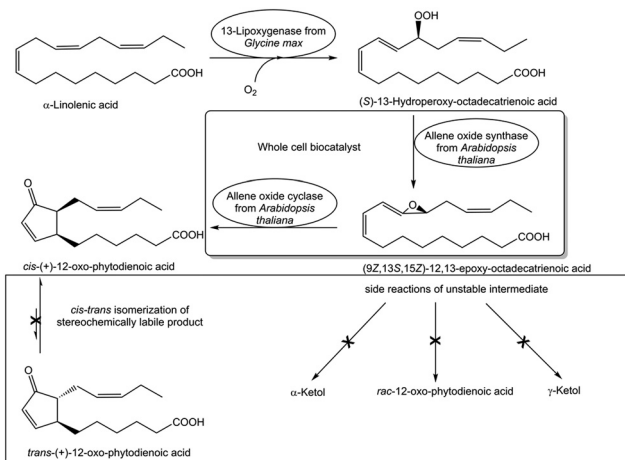 13-Lipoxygenase from
Glycine max
OOH
COOH
COOH
O2
α-Linolenic acid
(S)-13-Hydroperoxy-octadecatrienoic acid
Whole cell biocatalyst
Allene oxide synthase
from Arabidopsis
thaliana
O
Allene oxide cyclase
from Arabidopsis
thaliana
O
COOH
COOH
cis-(+)-12-oxo-phytodienoic acid
(9Z,13S,15Z)-12,13-epoxy-octadecatrienoic acid
side reactions of unstable intermediate
cis-trans isomerization of
stereochemically labile product
O
α-Ketol
rac-12-oxo-phytodienoic acid
γ-Ketol
COOH
trans-(+)-12-oxo-phytodienoic acid